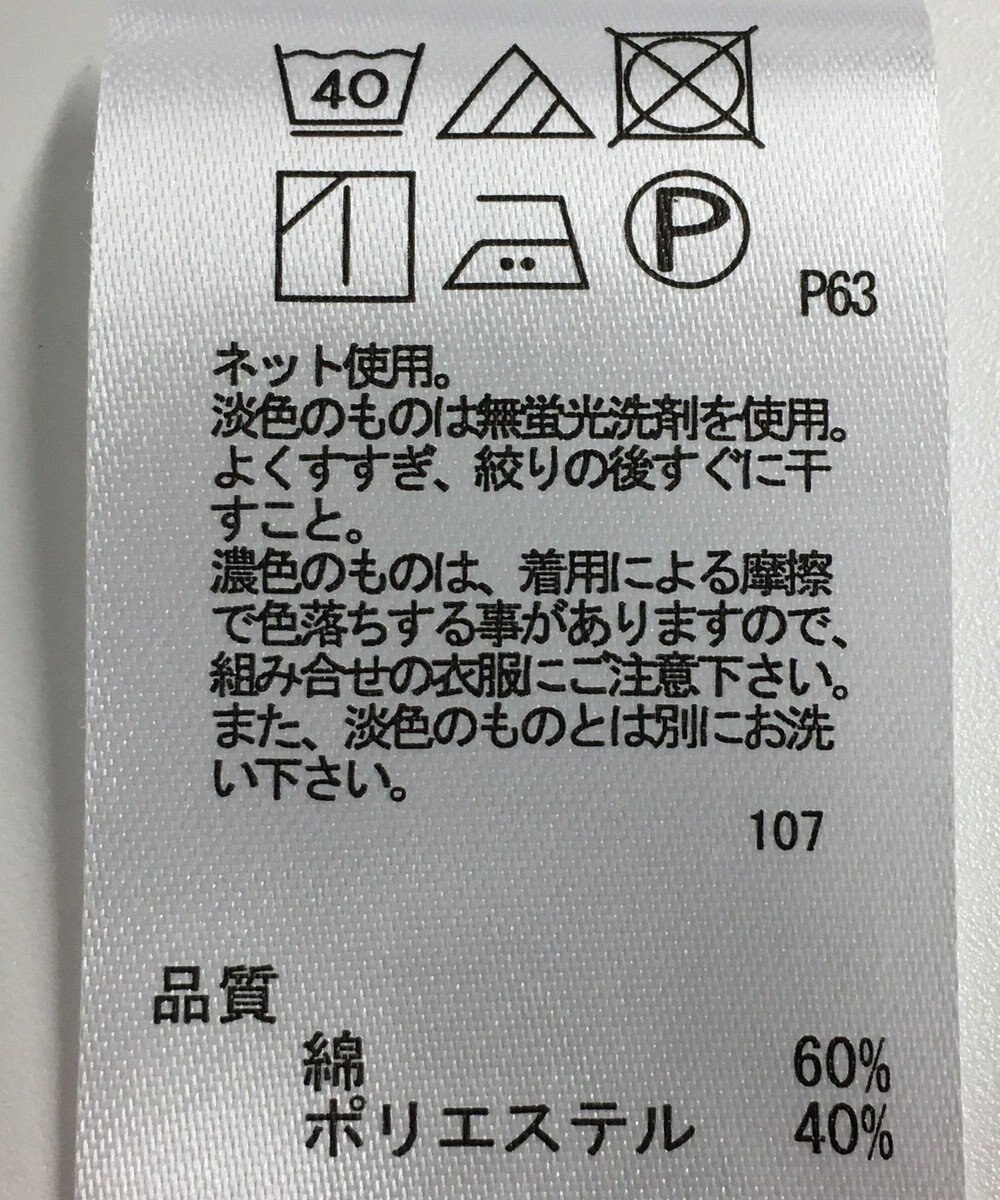 40
P
P63
ネット使用。
淡色のものは無蛍光洗剤を使用。
よくすすぎ、絞りの後すぐに干
すこと。
濃色のものは、着用による摩擦
で色落ちする事がありますので、
組み合せの衣服にご注意下さい。
また、淡色のものとは別にお洗
い下さい。
107
品質
綿 60%
ポリエステル 40%